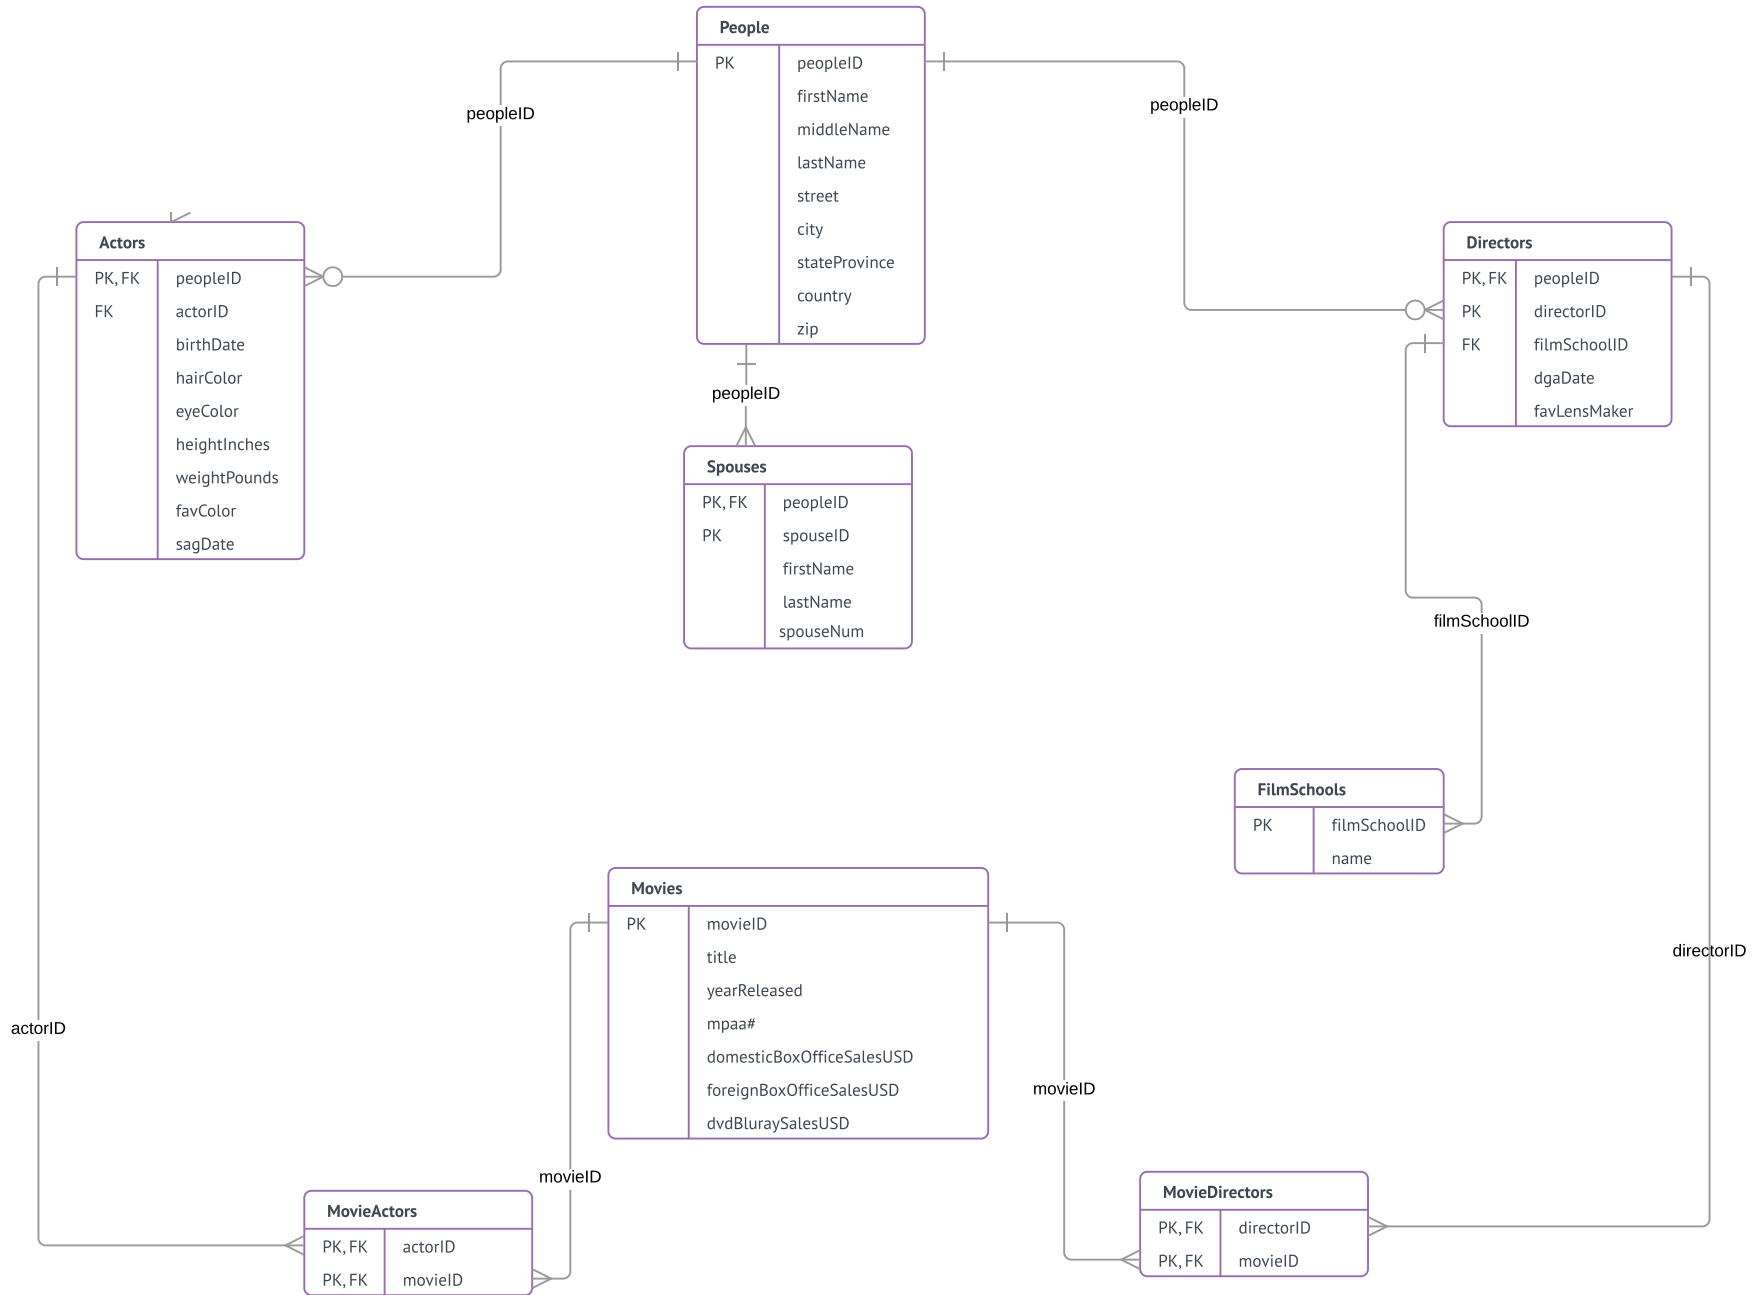 People
PK peopleID
firstName
middleName
lastName
street
city
stateProvince
country
zip
peopleID
peopleID
Actors
PK, FK peopleID
FK actorID
birthDate
hairColor
eyeColor
heightInches
weightPounds
favColor
sagDate
Directors
PK, FK peopleID
PK directorID
FK filmSchoolID
dgaDate
favLensMaker
peopleID
Spouses
PK, FK peopleID
PK spouseID
firstName
lastName
spouseNum
filmSchoolID
FilmSchools
PK filmSchoolID
name
Movies
PK movieID
title
yearReleased
mpaa#
domesticBoxOfficeSalesUSD
foreignBoxOfficeSalesUSD
dvdBluraySalesUSD
directorID
actorID
movieID
movieID
MovieActors
PK, FK actorID
PK, FK movieID
MovieDirectors
PK, FK directorID
PK, FK movieID